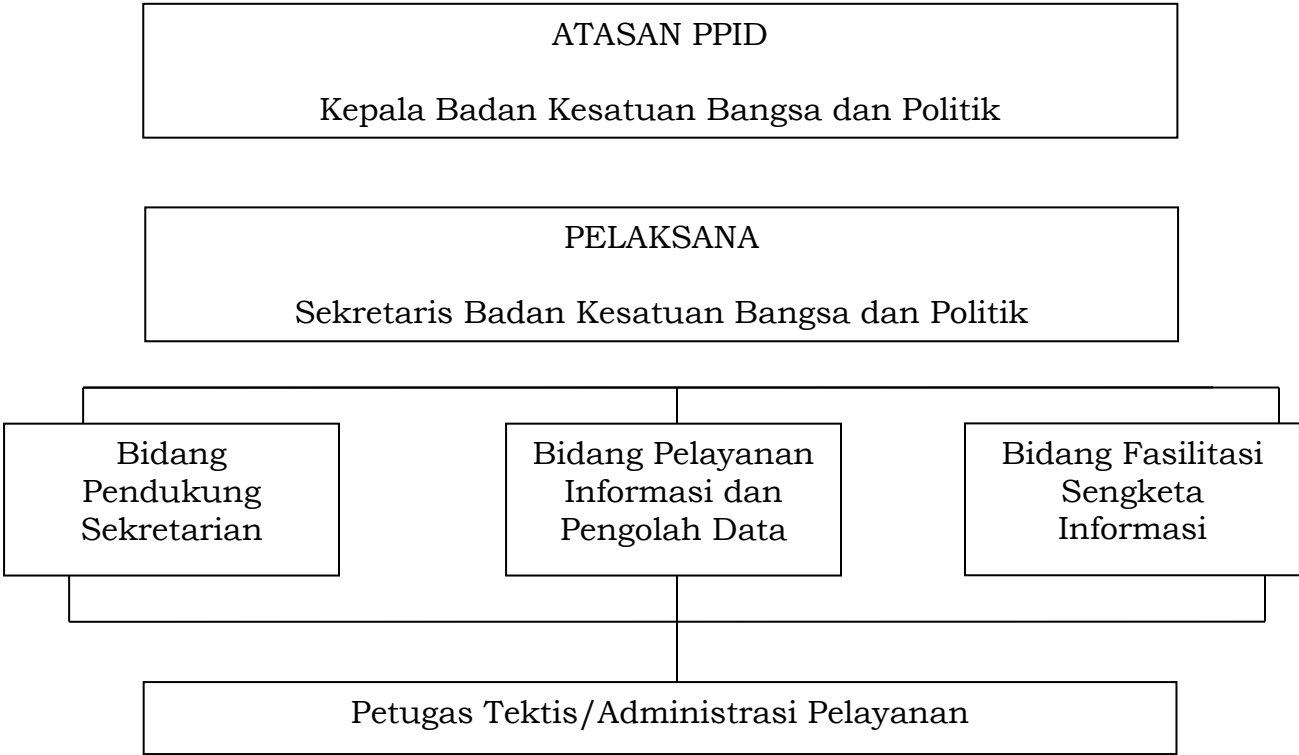 ATASAN PPID
Kepala Badan Kesatuan Bangsa dan Politik
PELAKSANA
Sekretaris Badan Kesatuan Bangsa dan Politik
Bidang
Pendukung
Sekretarian
Bidang Pelayanan
Informasi dan
Pengolah Data
Bidang Fasilitasi
Sengketa
Informasi
Petugas Tektis/Administrasi Pelayanan